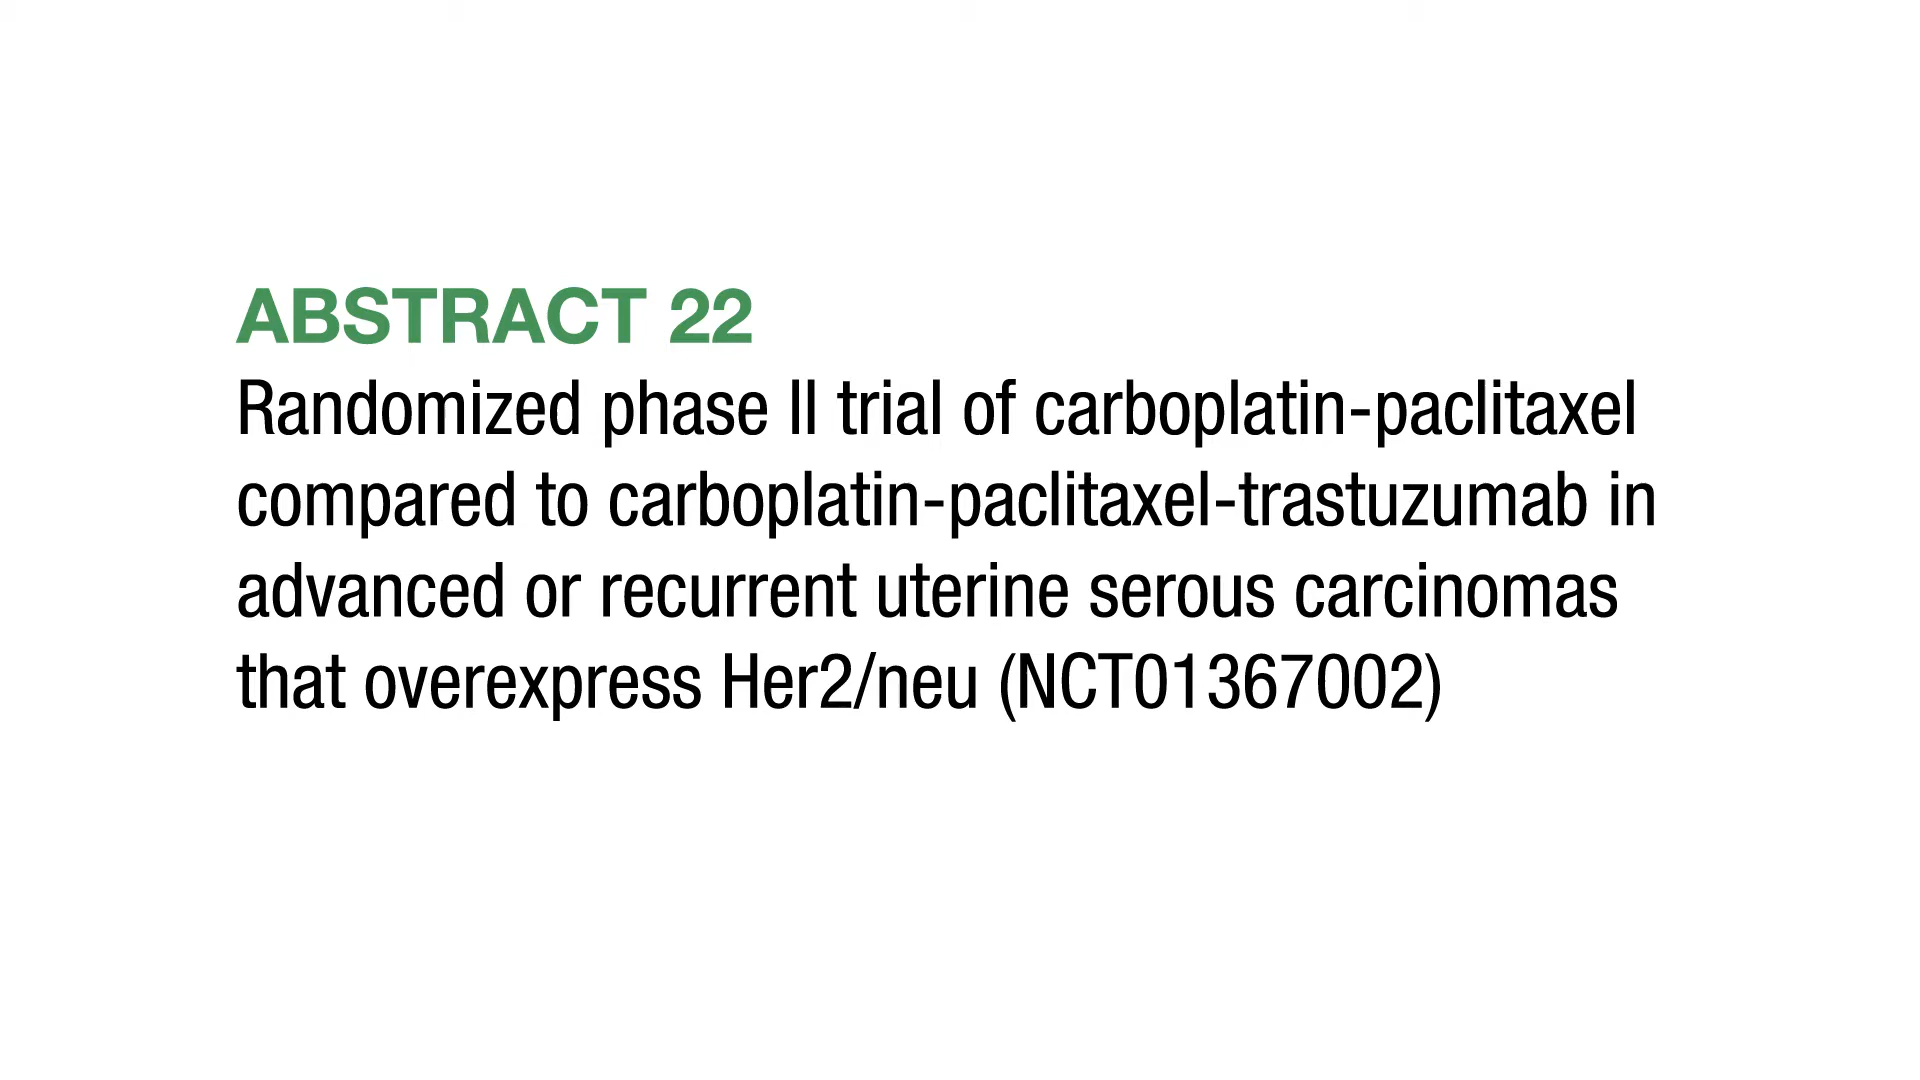 ABSTRACT 22
Randomized phase II trial of carboplatin-paclitaxel
compared to carboplatin-paclitaxel-trastuzumab in
advanced or recurrent uterine serous carcinomas
that overexpress Her2/neu (NCT01367002)